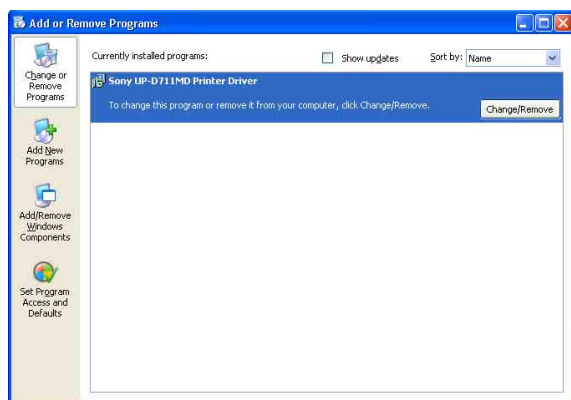 Add or Remove Programs
Change or
Remove
Programs
Add New
Programs
Add/Remove
Windows
Components
Set Program
Access and
Defaults
Currently installed programs:
Show updates
Sort by:
Name
Sony UP-D711MD Printer Driver
To change this program or remove it from your computer, click Change/Remove.
Change/Remove